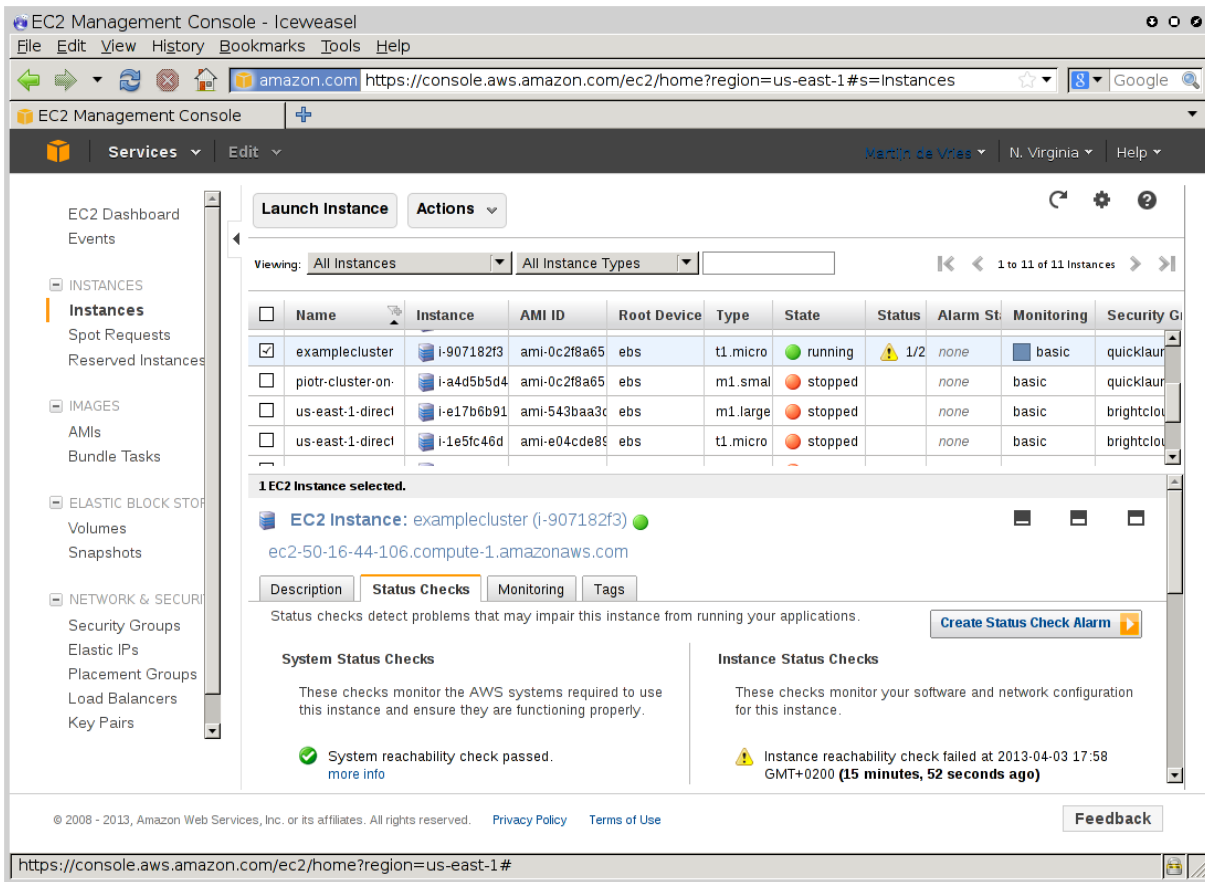 EC2 Management Console - Iceweasel
File Edit View History Bookmarks Tools Help
amazon.com https://console.aws.amazon.com/ec2/home?region=us-east-1#s=Instances Google
EC2 Management Console
Services Edit Martijn de Vries N. Virginia Help
EC2 Dashboard
Events
INSTANCES
Instances
Spot Requests
Reserved Instances
IMAGES
AMIs
Bundle Tasks
ELASTIC BLOCK STOR
Volumes
Snapshots
NETWORK & SECURI
Security Groups
Elastic IPs
Placement Groups
Load Balancers
Key Pairs
Launch Instance Actions
Viewing: All Instances All Instance Types 1 to 11 of 11 Instances
Name Instance AMI ID Root Device Type State Status Alarm St Monitoring Security G
examplecluster i-907182f3 ami-0c2f8a65 ebs t1.micro running 1/2 none basic quicklaun
piotr-cluster-on- i-a4d5b5d4 ami-0c2f8a65 ebs m1.smal stopped none basic quicklaun
us-east-1-direct i-e17b6b91 ami-543baa3c ebs m1.large stopped none basic brightclou
us-east-1-direct i-1e5fc46d ami-e04cde89 ebs t1.micro stopped none basic brightclou
1 EC2 Instance selected.
EC2 Instance: examplecluster (i-907182f3)
ec2-50-16-44-106.compute-1.amazonaws.com
Description Status Checks Monitoring Tags
Status checks detect problems that may impair this instance from running your applications.
Create Status Check Alarm
System Status Checks
These checks monitor the AWS systems required to use
this instance and ensure they are functioning properly.
System reachability check passed.
more info
Instance Status Checks
These checks monitor your software and network configuration
for this instance.
Instance reachability check failed at 2013-04-03 17:58
GMT+0200 (15 minutes, 52 seconds ago)
© 2008 - 2013, Amazon Web Services, Inc. or its affiliates. All rights reserved. Privacy Policy Terms of Use Feedback
https://console.aws.amazon.com/ec2/home?region=us-east-1#